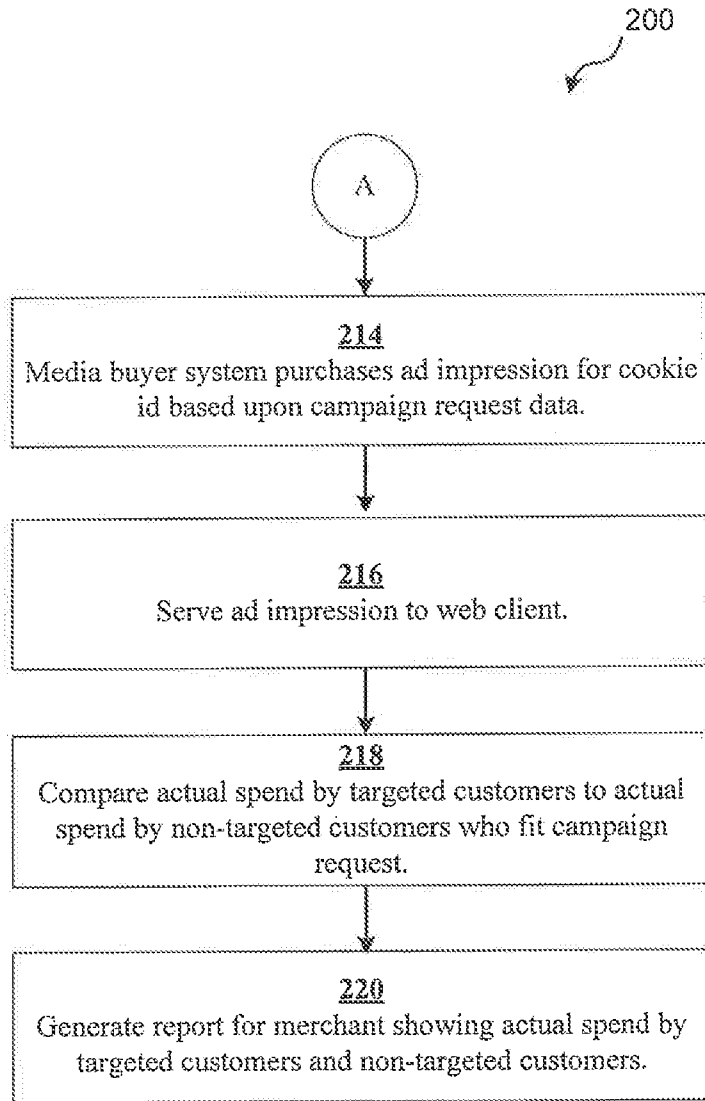 200
A
214
Media buyer system purchases ad impression for cookie
id based upon campaign request data.
216
Serve ad impression to web client.
218
Compare actual spend by targeted customers to actual
spend by non-targeted customers who fit campaign
request.
220
Generate report for merchant showing actual spend by
targeted customers and non-targeted customers.